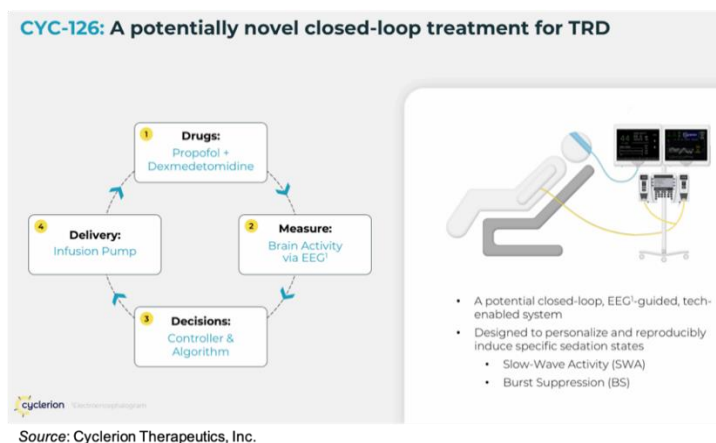 CYC-126: A potentially novel closed-loop treatment for TRD
1
Drugs:
Propofol +
Dexmedetomidine
2
Measure:
Brain Activity
via EEG¹
3
Decisions:
Controller &
Algorithm
4
Delivery:
Infusion Pump
• A potential closed-loop, EEG¹-guided, tech-
enabled system
• Designed to personalize and reproducibly
induce specific sedation states
• Slow-Wave Activity (SWA)
• Burst Suppression (BS)
cyclerion
¹Electroencephalogram
Source: Cyclerion Therapeutics, Inc.